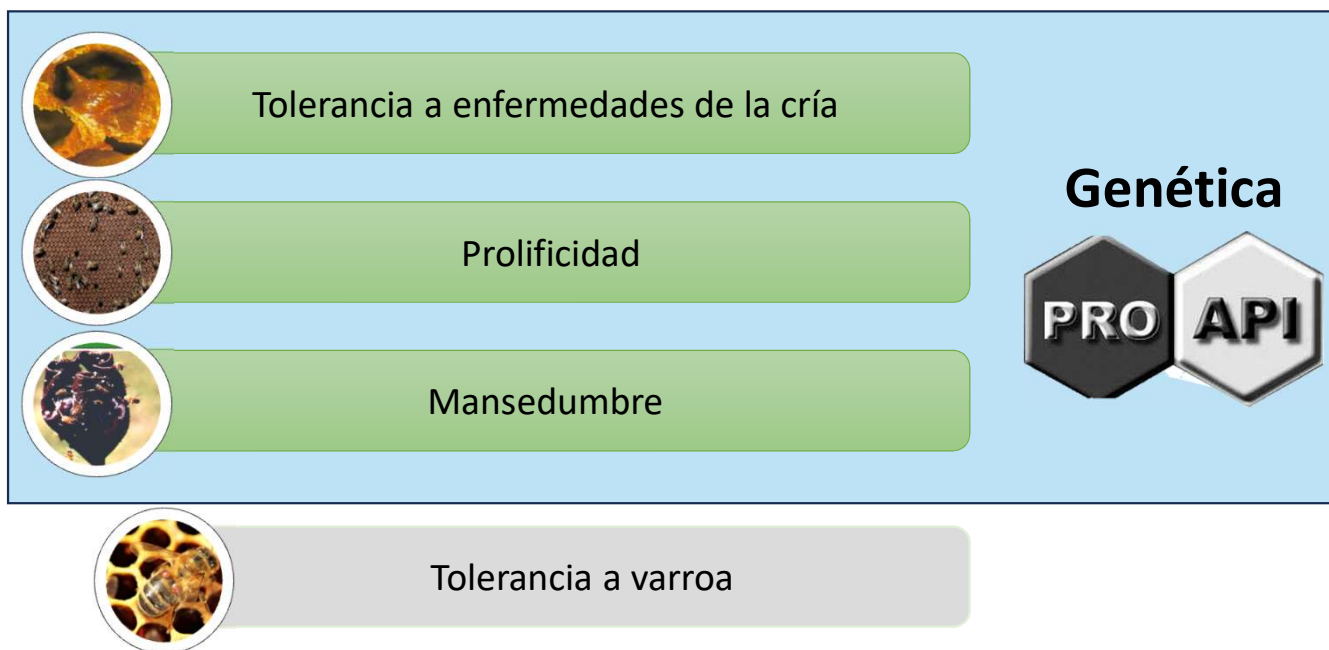 Tolerancia a enfermedades de la cría
Prolificidad
Mansedumbre
Genética
PRO API
Tolerancia a varroa